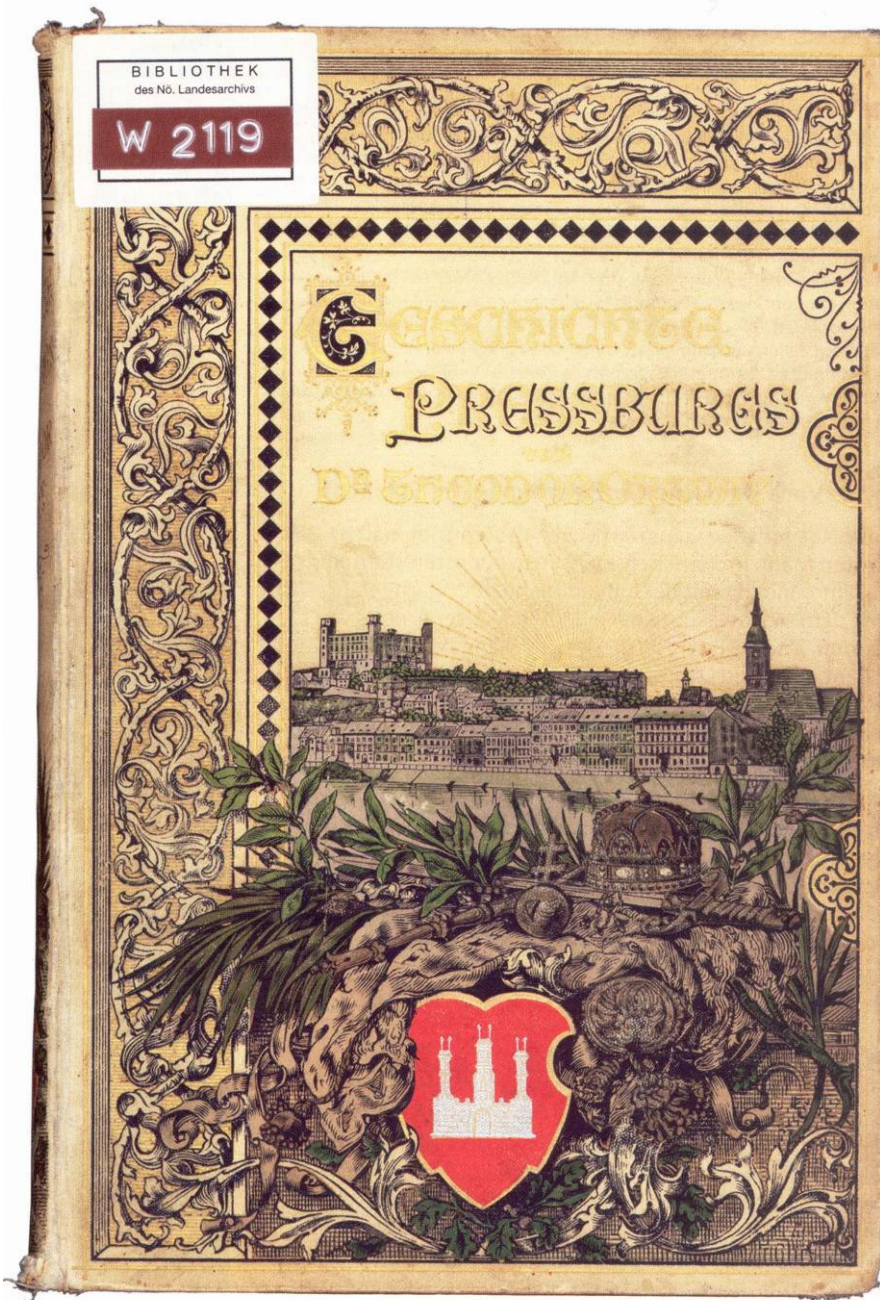 BIBLIOTHEK
des Nö. Landesarchivs
W 2119
GESCHICHTE
PRESSBURGS
von
DR THEODOR ORTVAY